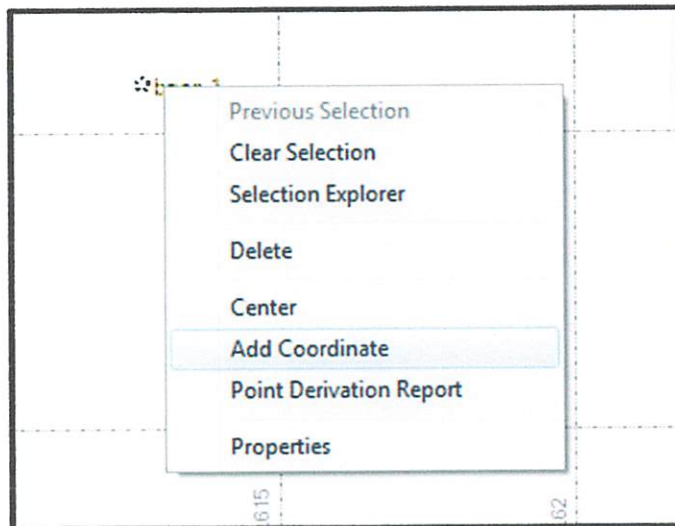 Previous Selection
Clear Selection
Selection Explorer
Delete
Center
Add Coordinate
Point Derivation Report
Properties
615
62